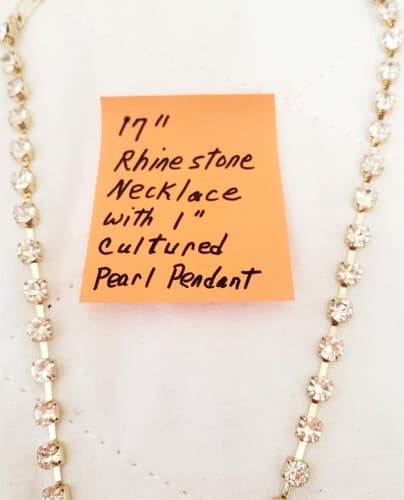 17"
Rhinestone
Necklace
with 1"
cultured
Pearl Pendant